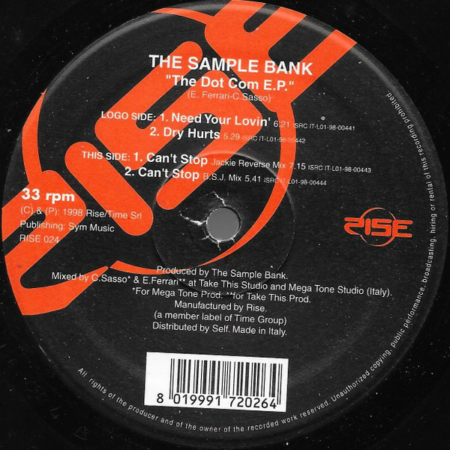 THE SAMPLE BANK
"The Dot Com E.P."
(E. Ferrari-C.Sasso)
LOGO SIDE: 1. Need Your Lovin' 6.21 ISRC IT-L01-98-00441
2. Dry Hurts 5.29 ISRC IT-L01-98-00442
THIS SIDE: 1. Can't Stop Jackie Reverse Mix 7.15 ISRC IT-L01-98-00443
2. Can't Stop B.S.J. Mix 5.41 ISRC IT-L01-98-00444
33 rpm
(C) & (P): 1998 Rise/Time Srl
Publishing: Sym Music
RISE 024
RISE
Produced by The Sample Bank.
Mixed by C.Sasso* & E.Ferrari** at Take This Studio and Mega Tone Studio (Italy).
*For Mega Tone Prod. **for Take This Prod.
Manufactured by Rise.
(a member label of Time Group)
Distributed by Self. Made in Italy.
8 019991 720264
All rights of the producer and of the owner of the recorded work reserved. Unauthorized copying, public performance, broadcasting, hiring or rental of this recording prohibited